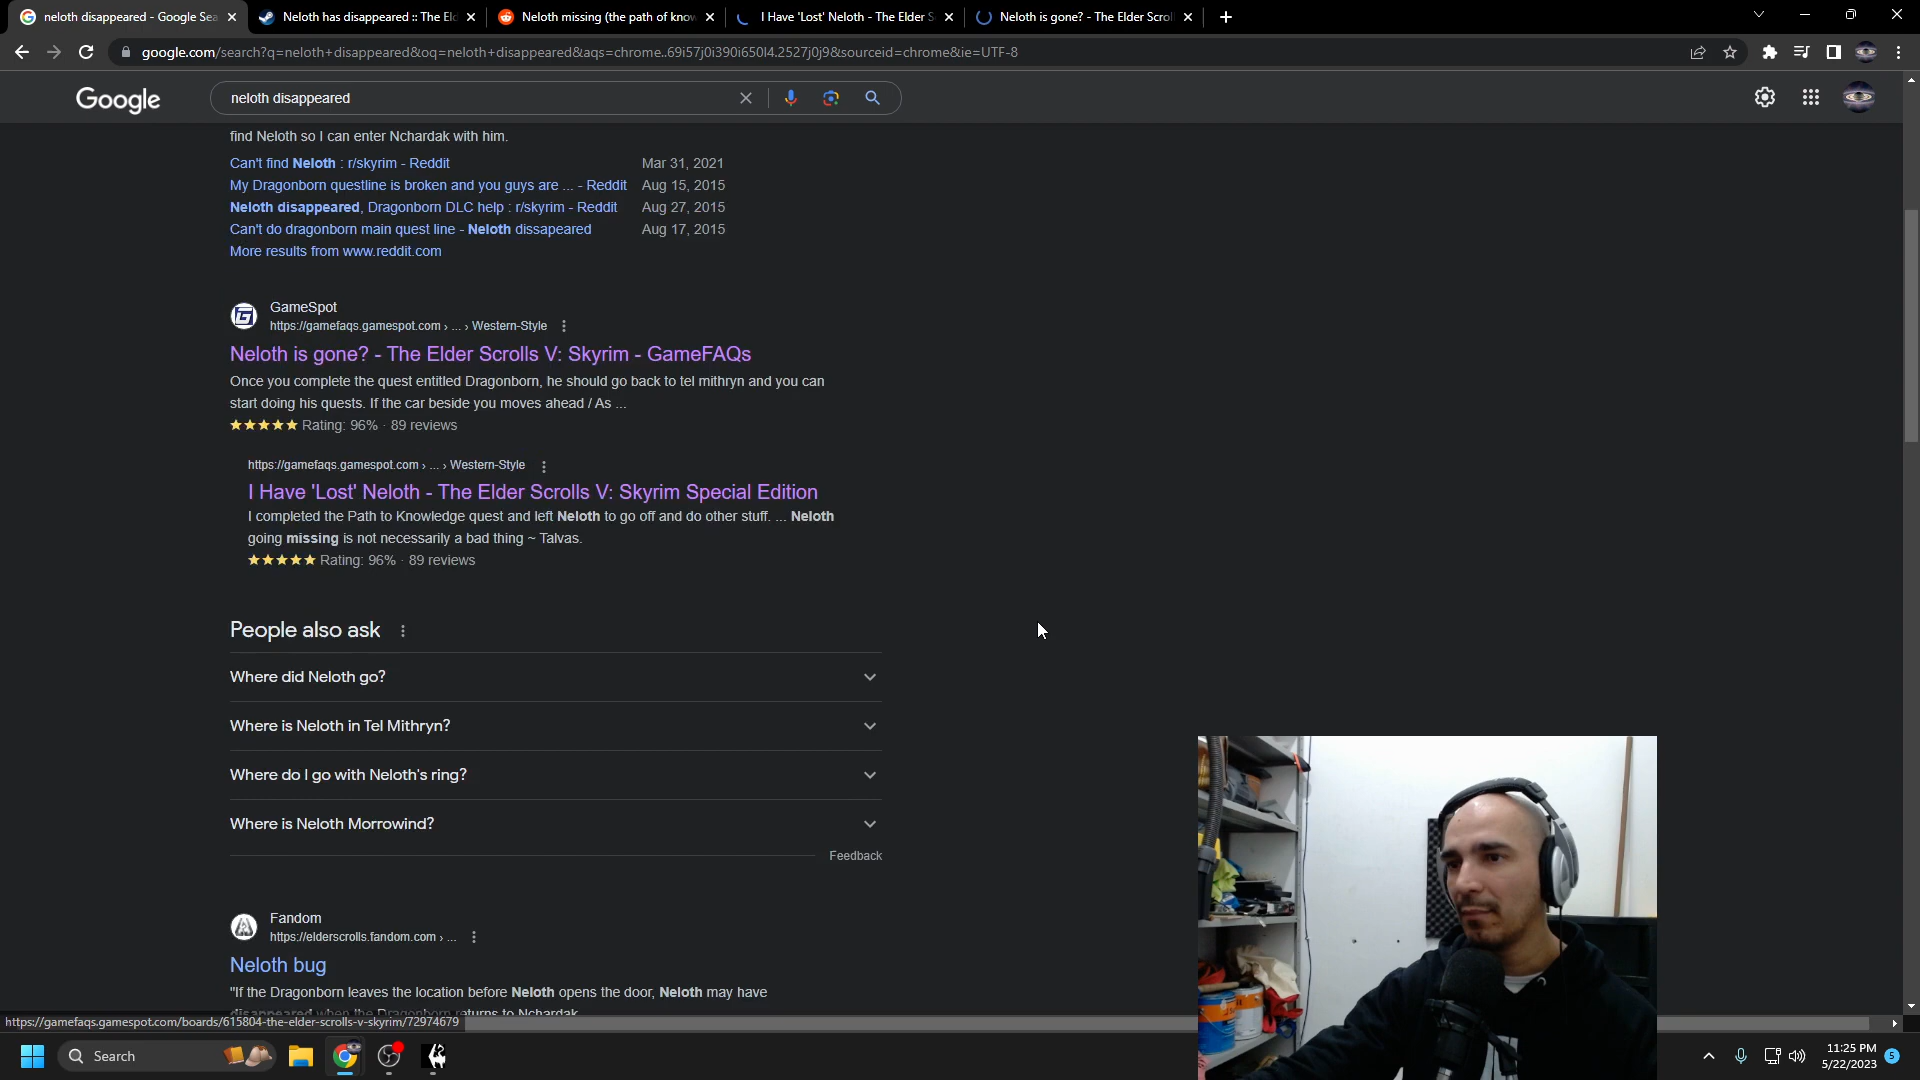 neloth disappeared - Google Sea
Neloth has disappeared :: The El
Neloth missing (the path of know
I Have 'Lost' Neloth - The Elder S
Neloth is gone? - The Elder Scrol
google.com/search?q=neloth+disappeared&oq=neloth+disappeared&aqs=chrome..69i57j0i390i650l4.2527j0j9&sourceid=chrome&ie=UTF-8
Google
neloth disappeared
find Neloth so I can enter Nchardak with him.
Can't find Neloth : r/skyrim - Reddit Mar 31, 2021
My Dragonborn questline is broken and you guys are ... - Reddit Aug 15, 2015
Neloth disappeared, Dragonborn DLC help : r/skyrim - Reddit Aug 27, 2015
Can't do dragonborn main quest line - Neloth dissapeared Aug 17, 2015
More results from www.reddit.com
GameSpot
https://gamefaqs.gamespot.com › ... › Western-Style
Neloth is gone? - The Elder Scrolls V: Skyrim - GameFAQs
Once you complete the quest entitled Dragonborn, he should go back to tel mithryn and you can
start doing his quests. If the car beside you moves ahead / As ...
Rating: 96% · 89 reviews
https://gamefaqs.gamespot.com › ... › Western-Style
I Have 'Lost' Neloth - The Elder Scrolls V: Skyrim Special Edition
I completed the Path to Knowledge quest and left Neloth to go off and do other stuff. ... Neloth
going missing is not necessarily a bad thing ~ Talvas.
Rating: 96% · 89 reviews
People also ask
Where did Neloth go?
Where is Neloth in Tel Mithryn?
Where do I go with Neloth's ring?
Where is Neloth Morrowind?
Feedback
Fandom
https://elderscrolls.fandom.com › ...
Neloth bug
"If the Dragonborn leaves the location before Neloth opens the door, Neloth may have
disappeared when the Dragonborn returns to Nchardak.
https://gamefaqs.gamespot.com/boards/615804-the-elder-scrolls-v-skyrim/72974679
Search
11:25 PM
5/22/2023
5